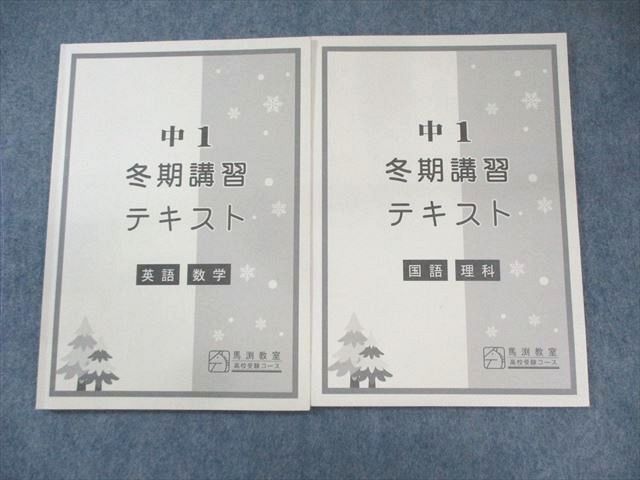 中1
冬期講習
テキスト
英語 数学
馬渕教室
高校受験コース
中1
冬期講習
テキスト
国語 理科
馬渕教室
高校受験コース